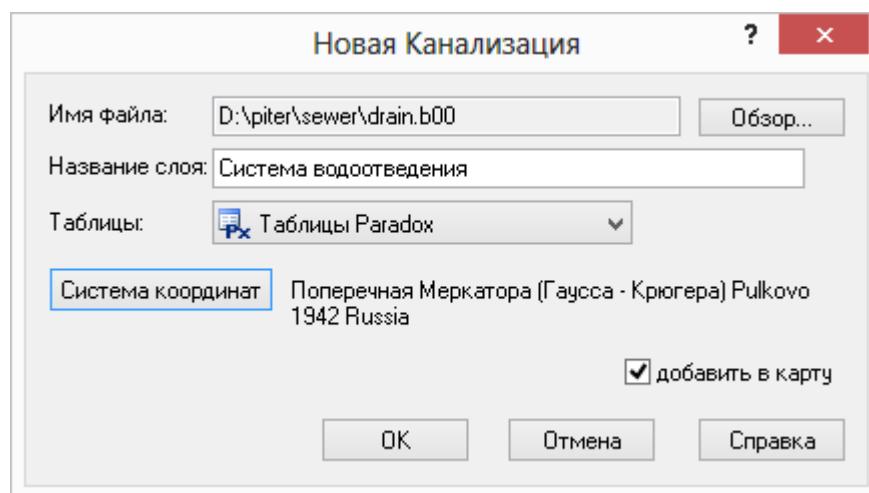 Новая Канализация
?
×
Имя файла: D:\piter\sewer\drain.b00 Обзор...
Название слоя: Система водоотведения
Таблицы: Px Таблицы Paradox
Система координат Поперечная Меркатора (Гаусса - Крюгера) Pulkovo
1942 Russia
добавить в карту
OK Отмена Справка